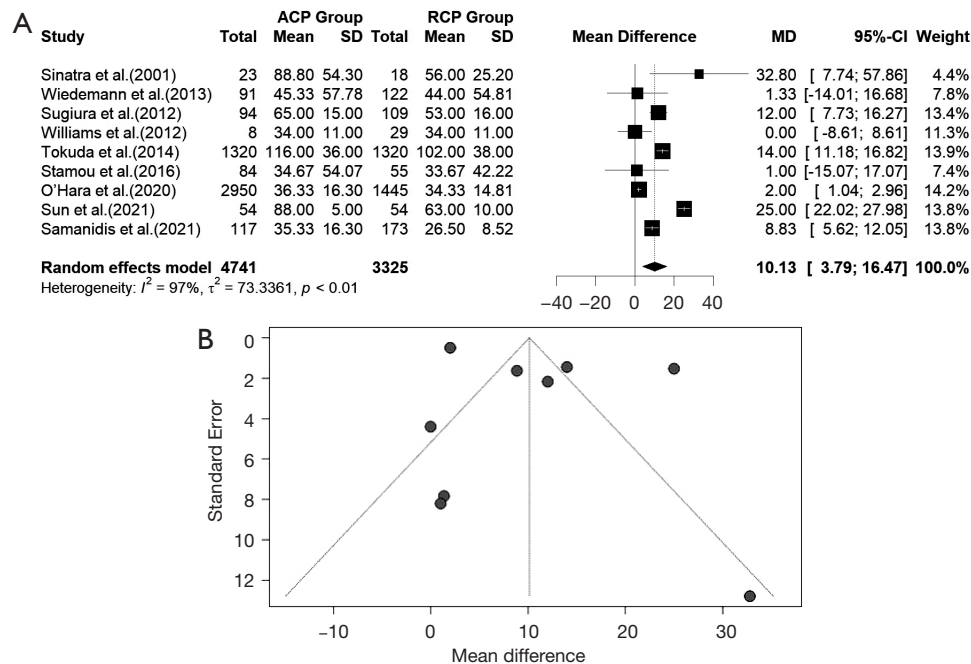 A
ACP Group RCP Group
Study Total Mean SD Total Mean SD Mean Difference MD 95%-CI Weight
Sinatra et al.(2001) 23 88.80 54.30 18 56.00 25.20 32.80 [ 7.74; 57.86] 4.4%
Wiedemann et al.(2013) 91 45.33 57.78 122 44.00 54.81 1.33 [-14.01; 16.68] 7.8%
Sugiura et al.(2012) 94 65.00 15.00 109 53.00 16.00 12.00 [ 7.73; 16.27] 13.4%
Williams et al.(2012) 8 34.00 11.00 29 34.00 11.00 0.00 [ -8.61; 8.61] 11.3%
Tokuda et al.(2014) 1320 116.00 36.00 1320 102.00 38.00 14.00 [ 11.18; 16.82] 13.9%
Stamou et al.(2016) 84 34.67 54.07 55 33.67 42.22 1.00 [-15.07; 17.07] 7.4%
O'Hara et al.(2020) 2950 36.33 16.30 1445 34.33 14.81 2.00 [ 1.04; 2.96] 14.2%
Sun et al.(2021) 54 88.00 5.00 54 63.00 10.00 25.00 [ 22.02; 27.98] 13.8%
Samanidis et al.(2021) 117 35.33 16.30 173 26.50 8.52 8.83 [ 5.62; 12.05] 13.8%
Random effects model 4741 3325 10.13 [ 3.79; 16.47] 100.0%
Heterogeneity: I² = 97%, τ² = 73.3361, p < 0.01
−40 −20 0 20 40
B
0
2
4
6
8
10
12
Standard Error
−10 0 10 20 30
Mean difference